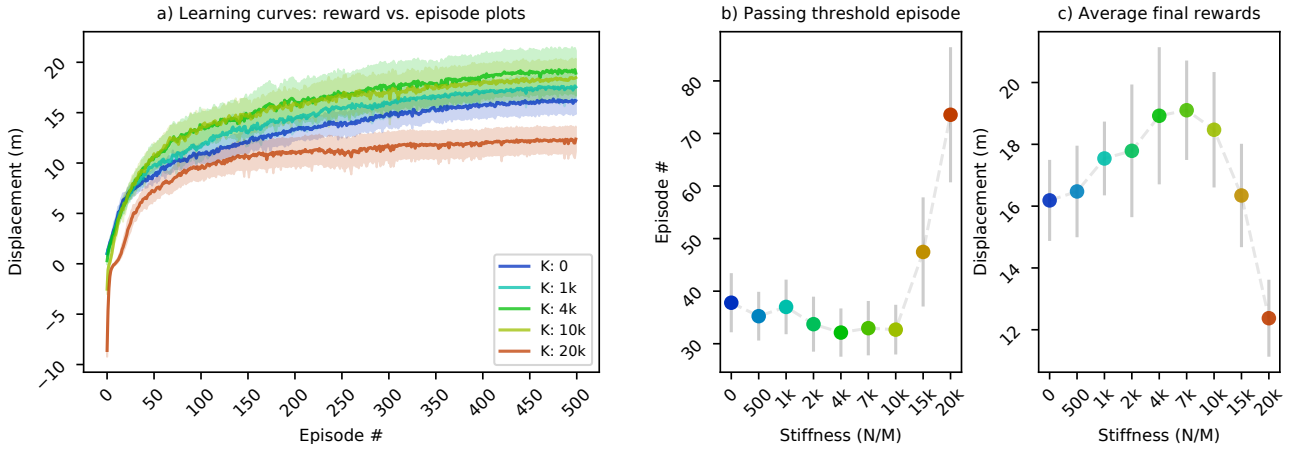 a) Learning curves: reward vs. episode plots
Displacement (m)
20
15
10
5
0
−5
−10
0
50
100
150
200
250
300
350
400
450
500
Episode #
K: 0
K: 1k
K: 4k
K: 10k
K: 20k
b) Passing threshold episode
Episode #
80
70
60
50
40
30
0
500
1k
2k
4k
7k
10k
15k
20k
Stiffness (N/M)
c) Average final rewards
Displacement (m)
20
18
16
14
12
0
500
1k
2k
4k
7k
10k
15k
20k
Stiffness (N/M)